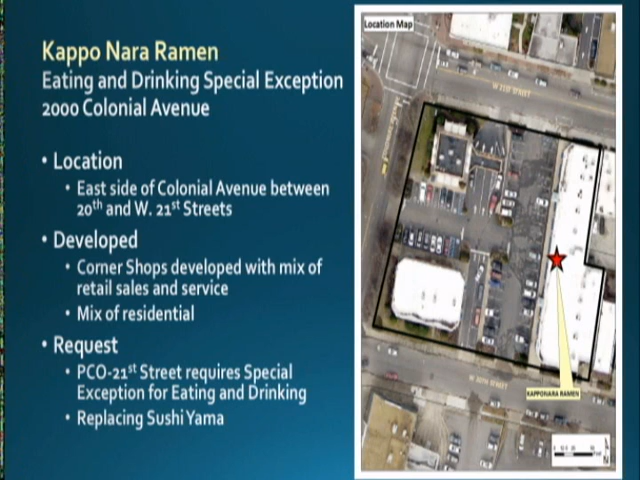 Kappo Nara Ramen
Eating and Drinking Special Exception
2000 Colonial Avenue
• Location
• East side of Colonial Avenue between
20th and W. 21st Streets
• Developed
• Corner Shops developed with mix of
retail sales and service
• Mix of residential
• Request
• PCO-21st Street requires Special
Exception for Eating and Drinking
• Replacing Sushi Yama
Location Map
W 21ST STREET
W 20TH STREET
KAPPONARA RAMEN
N